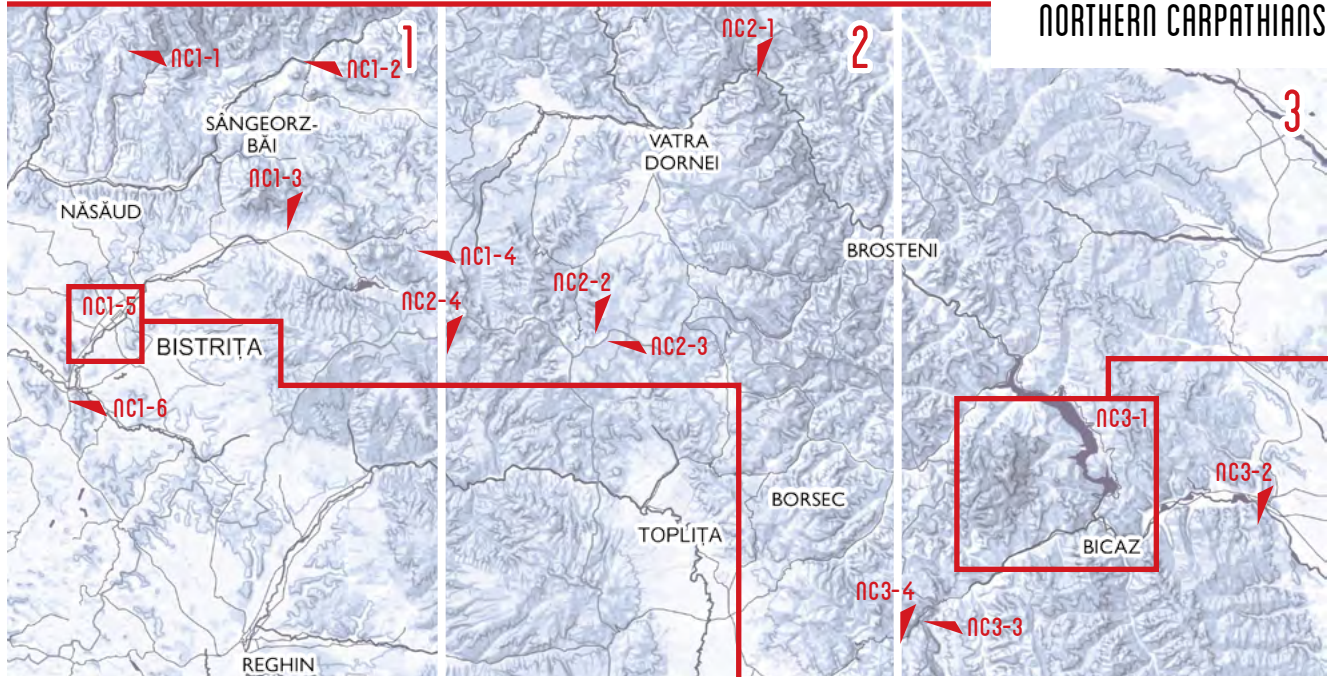 NORTHERN CARPATHIANS
1
2
3
NC1-1
NC1-2
SÂNGEORZ-
BĂI
NC1-3
NĂSĂUD
NC1-4
NC1-5
BISTRIȚA
NC1-6
REGHIN
NC2-1
VATRA
DORNEI
NC2-2
NC2-3
NC2-4
BROSTENI
BORSEC
TOPLIȚA
NC3-1
NC3-2
BICAZ
NC3-4
NC3-3